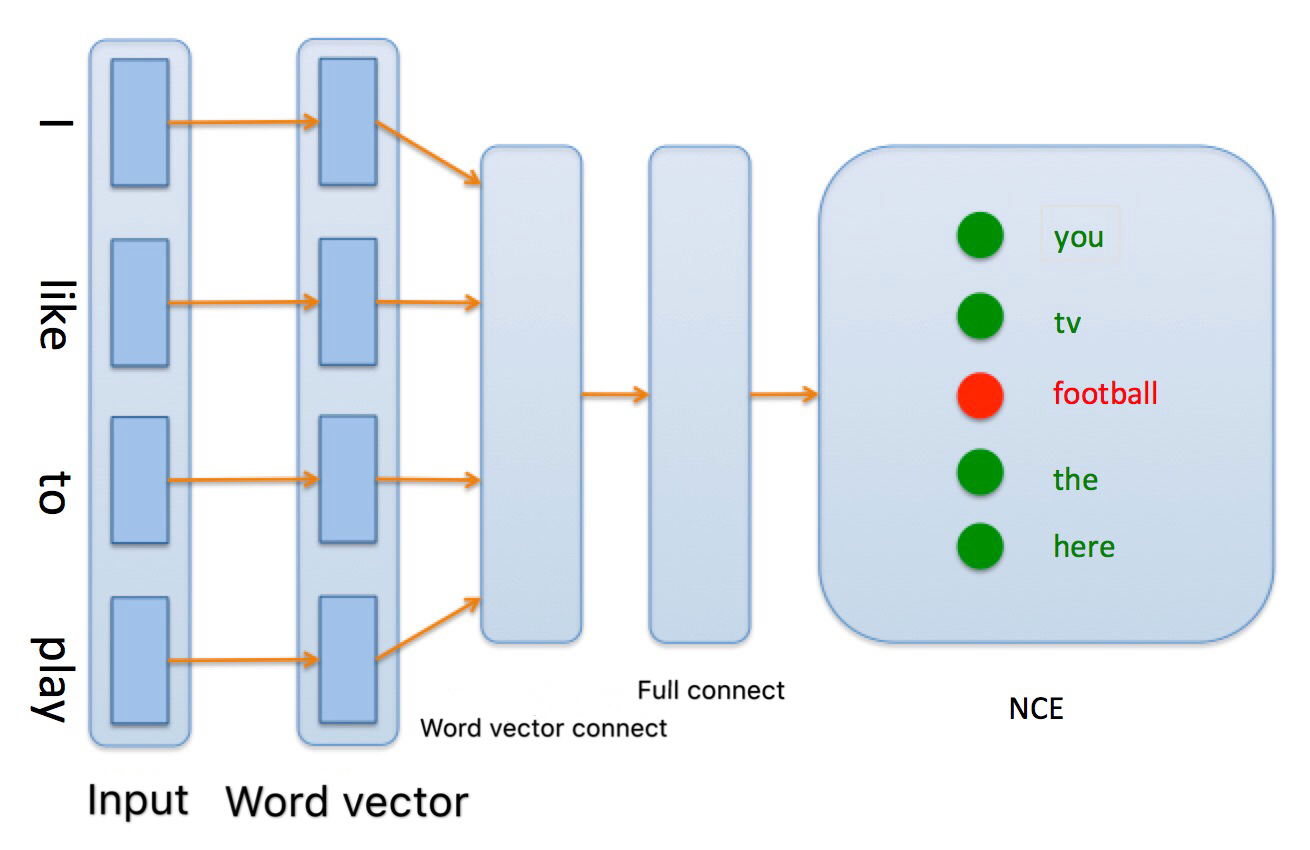 I
like
to
play
you
tv
football
the
here
Full connect
Word vector connect
NCE
Input
Word vector